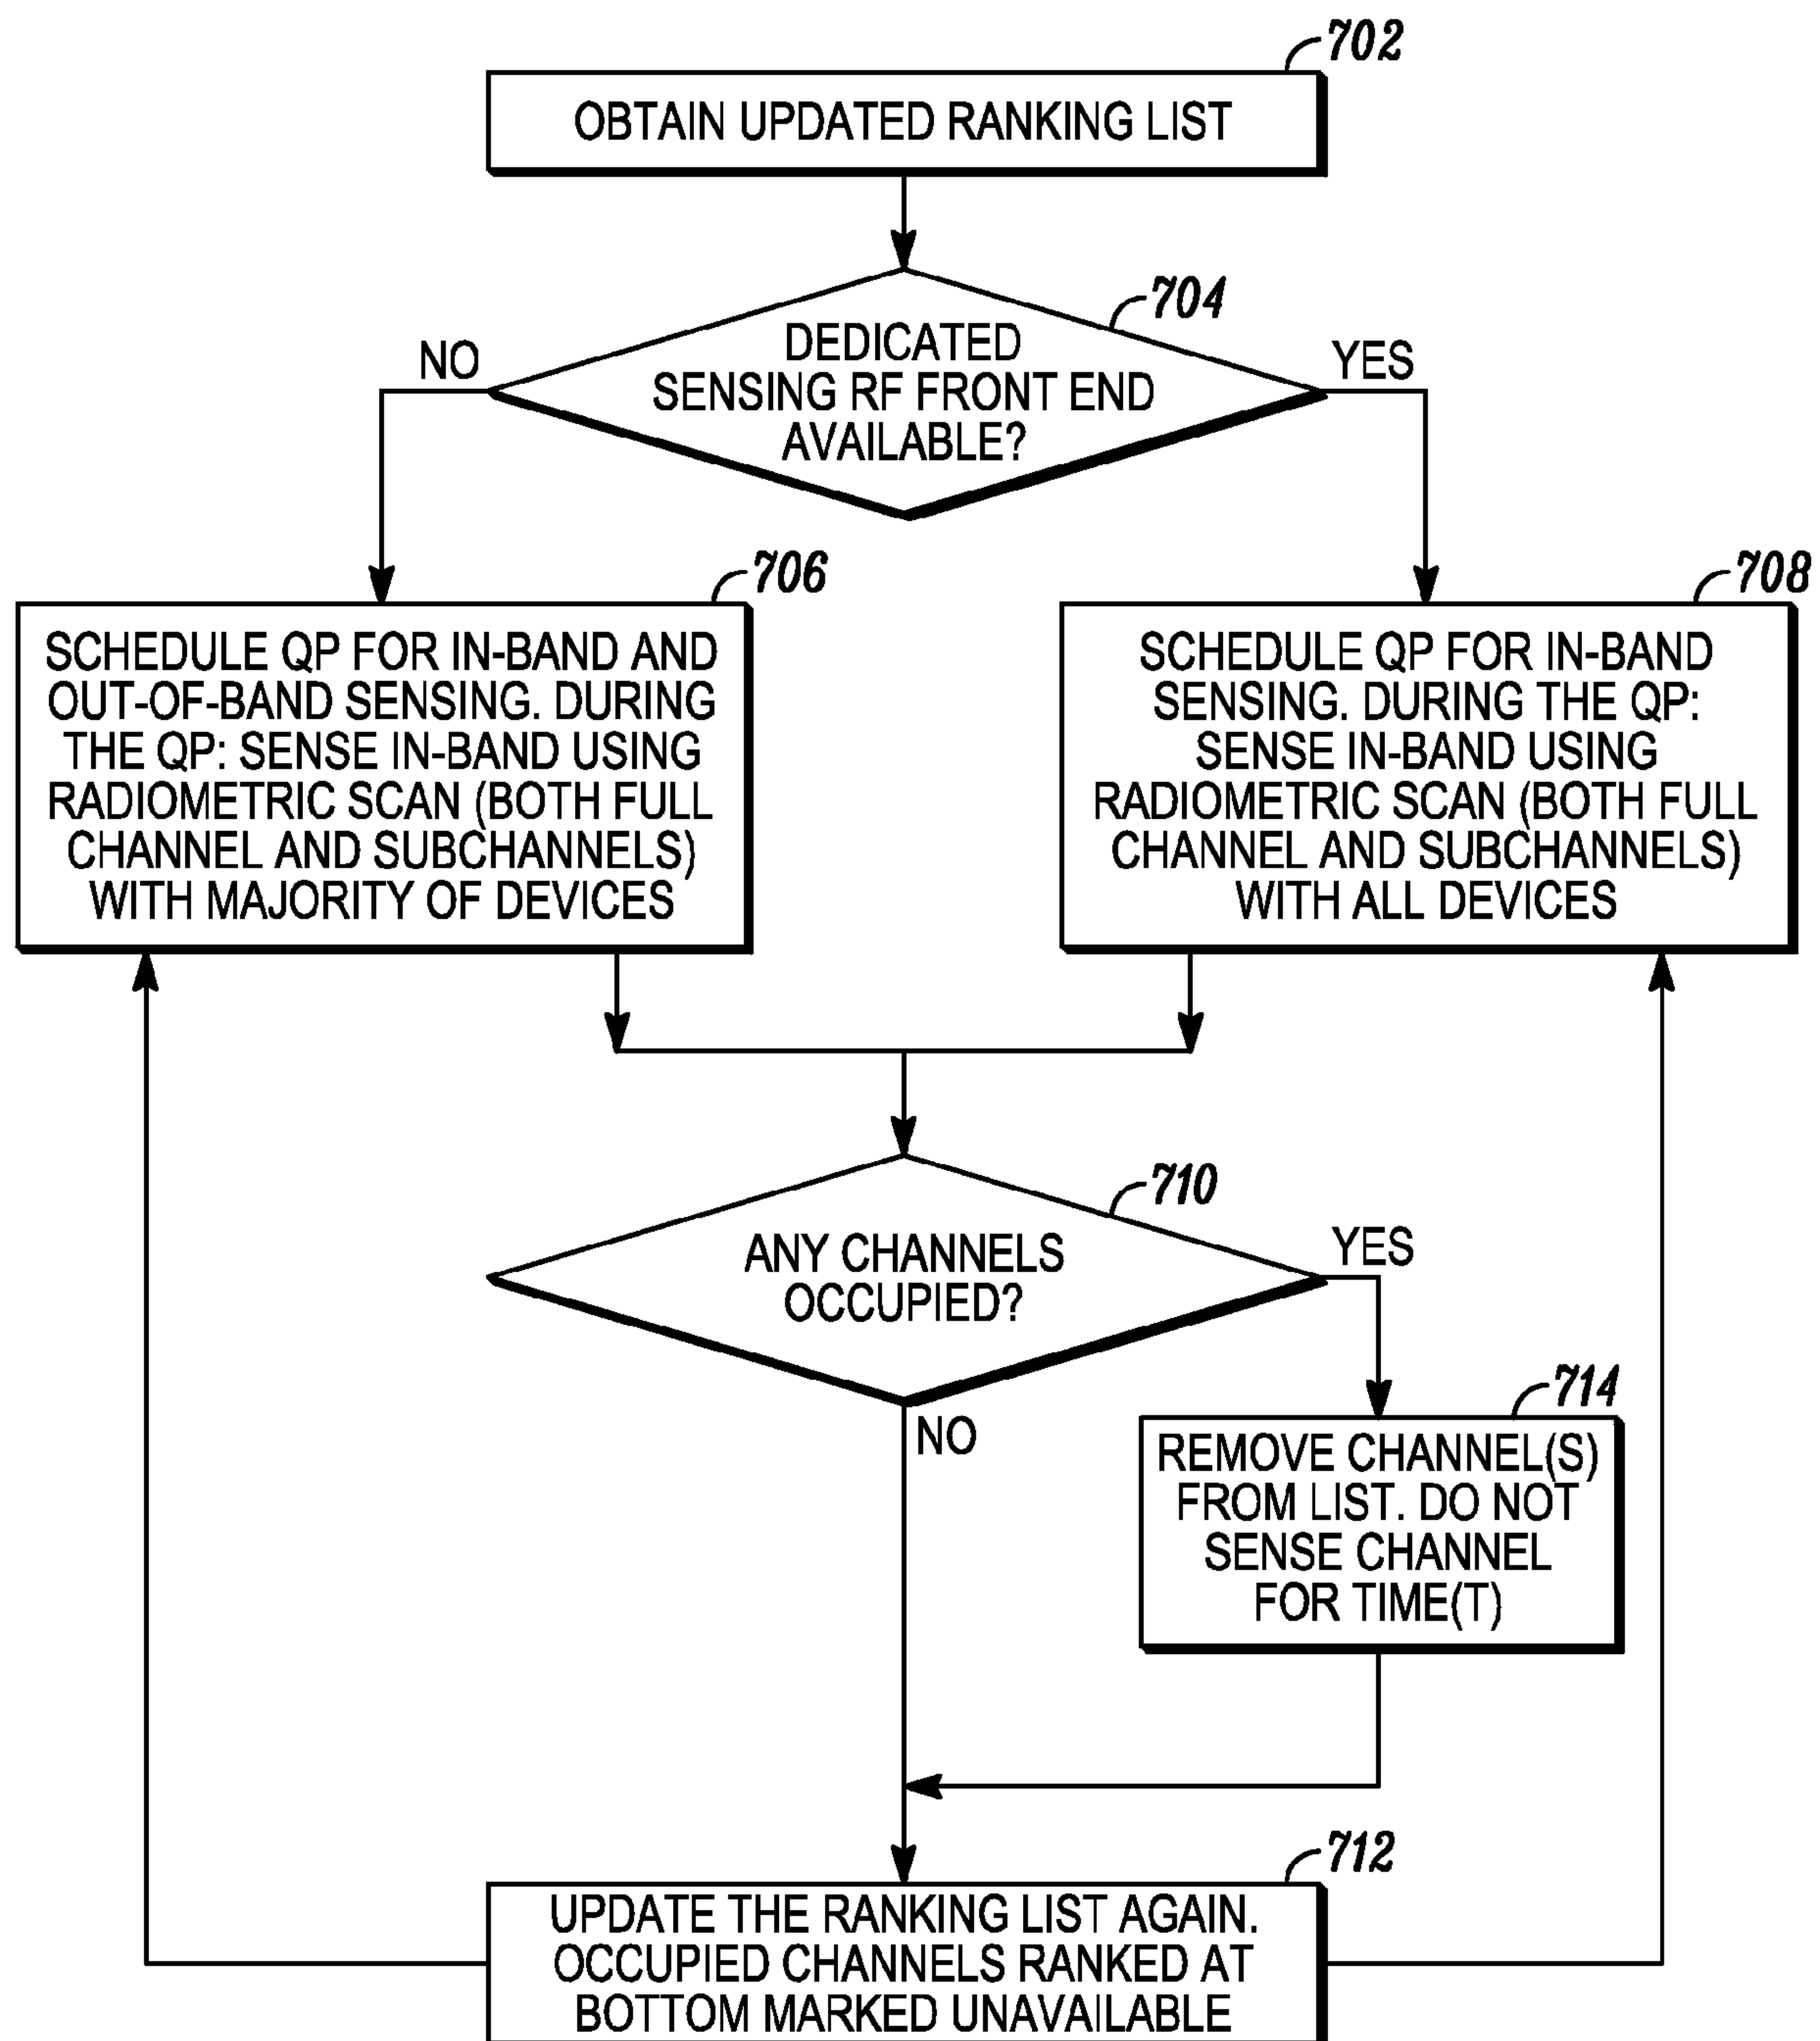 702
OBTAIN UPDATED RANKING LIST
704
DEDICATED
SENSING RF FRONT END
AVAILABLE?
NO
YES
706
SCHEDULE QP FOR IN-BAND AND
OUT-OF-BAND SENSING. DURING
THE QP: SENSE IN-BAND USING
RADIOMETRIC SCAN (BOTH FULL
CHANNEL AND SUBCHANNELS)
WITH MAJORITY OF DEVICES
708
SCHEDULE QP FOR IN-BAND
SENSING. DURING THE QP:
SENSE IN-BAND USING
RADIOMETRIC SCAN (BOTH FULL
CHANNEL AND SUBCHANNELS)
WITH ALL DEVICES
710
ANY CHANNELS
OCCUPIED?
YES
NO
714
REMOVE CHANNEL(S)
FROM LIST. DO NOT
SENSE CHANNEL
FOR TIME(T)
712
UPDATE THE RANKING LIST AGAIN.
OCCUPIED CHANNELS RANKED AT
BOTTOM MARKED UNAVAILABLE